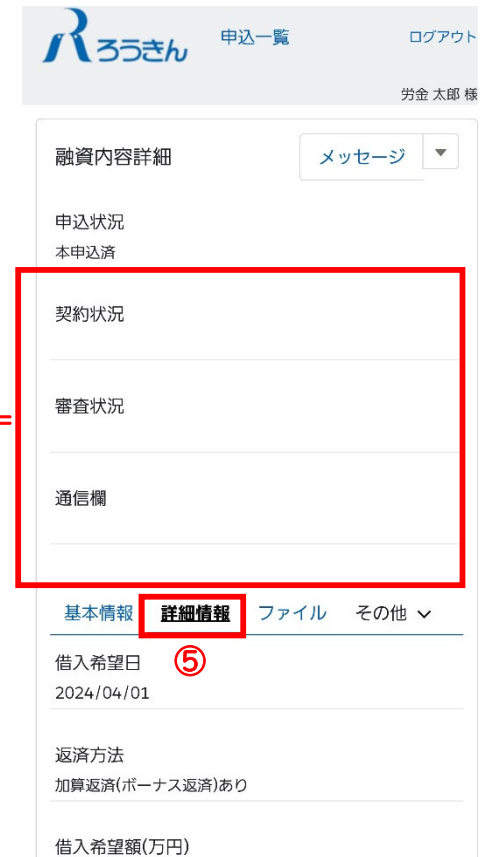 ろうきん
申込一覧
ログアウト
労金 太郎 様
融資内容詳細
メッセージ
申込状況
本申込済
契約状況
審査状況
通信欄
基本情報 詳細情報 ファイル その他
⑤
借入希望日
2024/04/01
返済方法
加算返済(ボーナス返済)あり
借入希望額(万円)